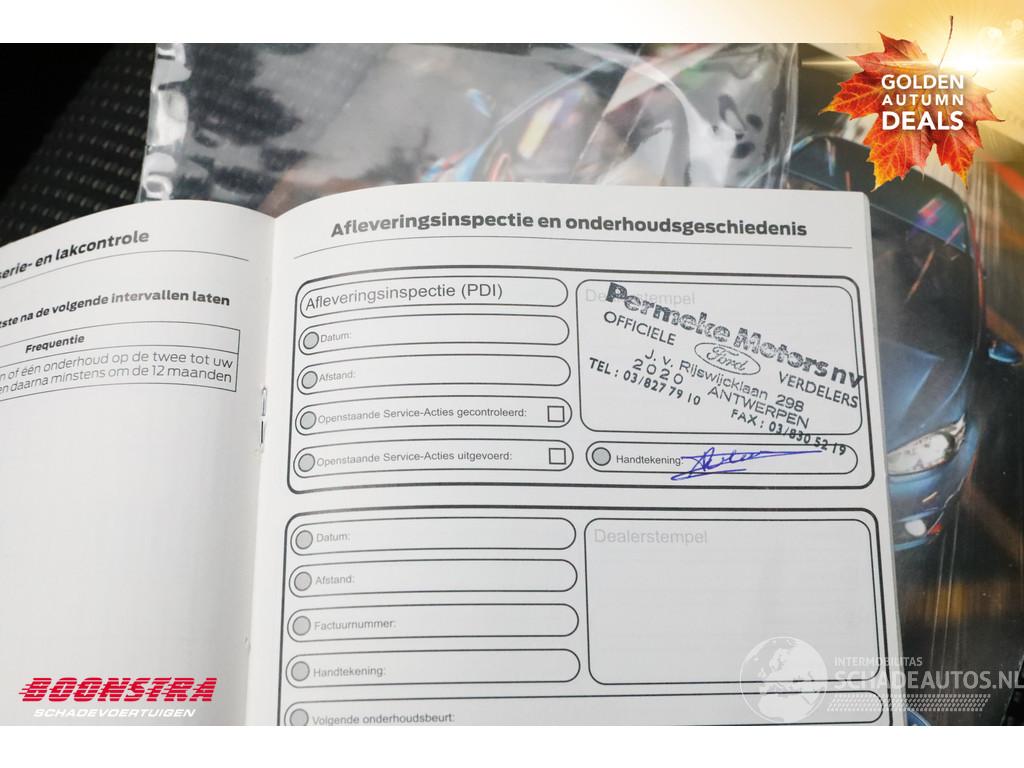 GOLDEN
AUTUMN
DEALS
serie- en lakcontrole
na de volgende intervallen laten
Frequentie
of één onderhoud op de twee tot uw
daarna minstens om de 12 maanden
Afleveringsinspectie en onderhoudsgeschiedenis
Afleveringsinspectie (PDI)
Datum:
Afstand:
Openstaande Service-Acties gecontroleerd:
Openstaande Service-Acties uitgevoerd:
Dealerstempel
Permeke Motors nv
OFFICIELE Ford VERDELERS
J. v. Rijswijcklaan 298
2020 ANTWERPEN
TEL: 03/827 79 10 FAX: 03/830 52 19
Handtekening:
Datum:
Afstand:
Factuurnummer:
Handtekening:
Volgende onderhoudsbeurt:
Dealerstempel
BOONSTRA
SCHADEVOERTUIGEN
INTERMOBILITAS
SCHADEAUTOS.NL